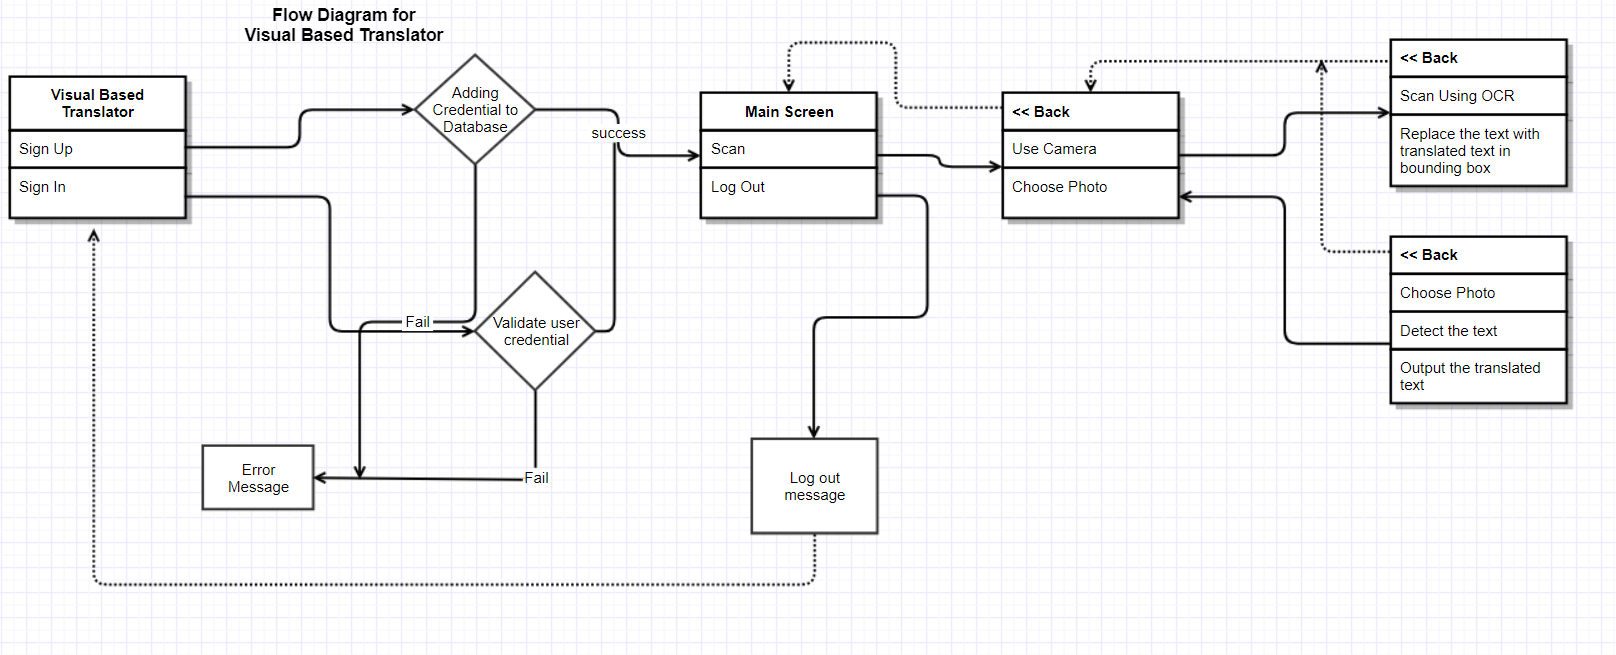 Flow Diagram for
Visual Based Translator
Visual Based
Translator
Sign Up
Sign In
Adding
Credential to
Database
success
Fail
Validate user
credential
Fail
Error
Message
Main Screen
Scan
Log Out
Log out
message
<< Back
Use Camera
Choose Photo
<< Back
Scan Using OCR
Replace the text with
translated text in
bounding box
<< Back
Choose Photo
Detect the text
Output the translated
text